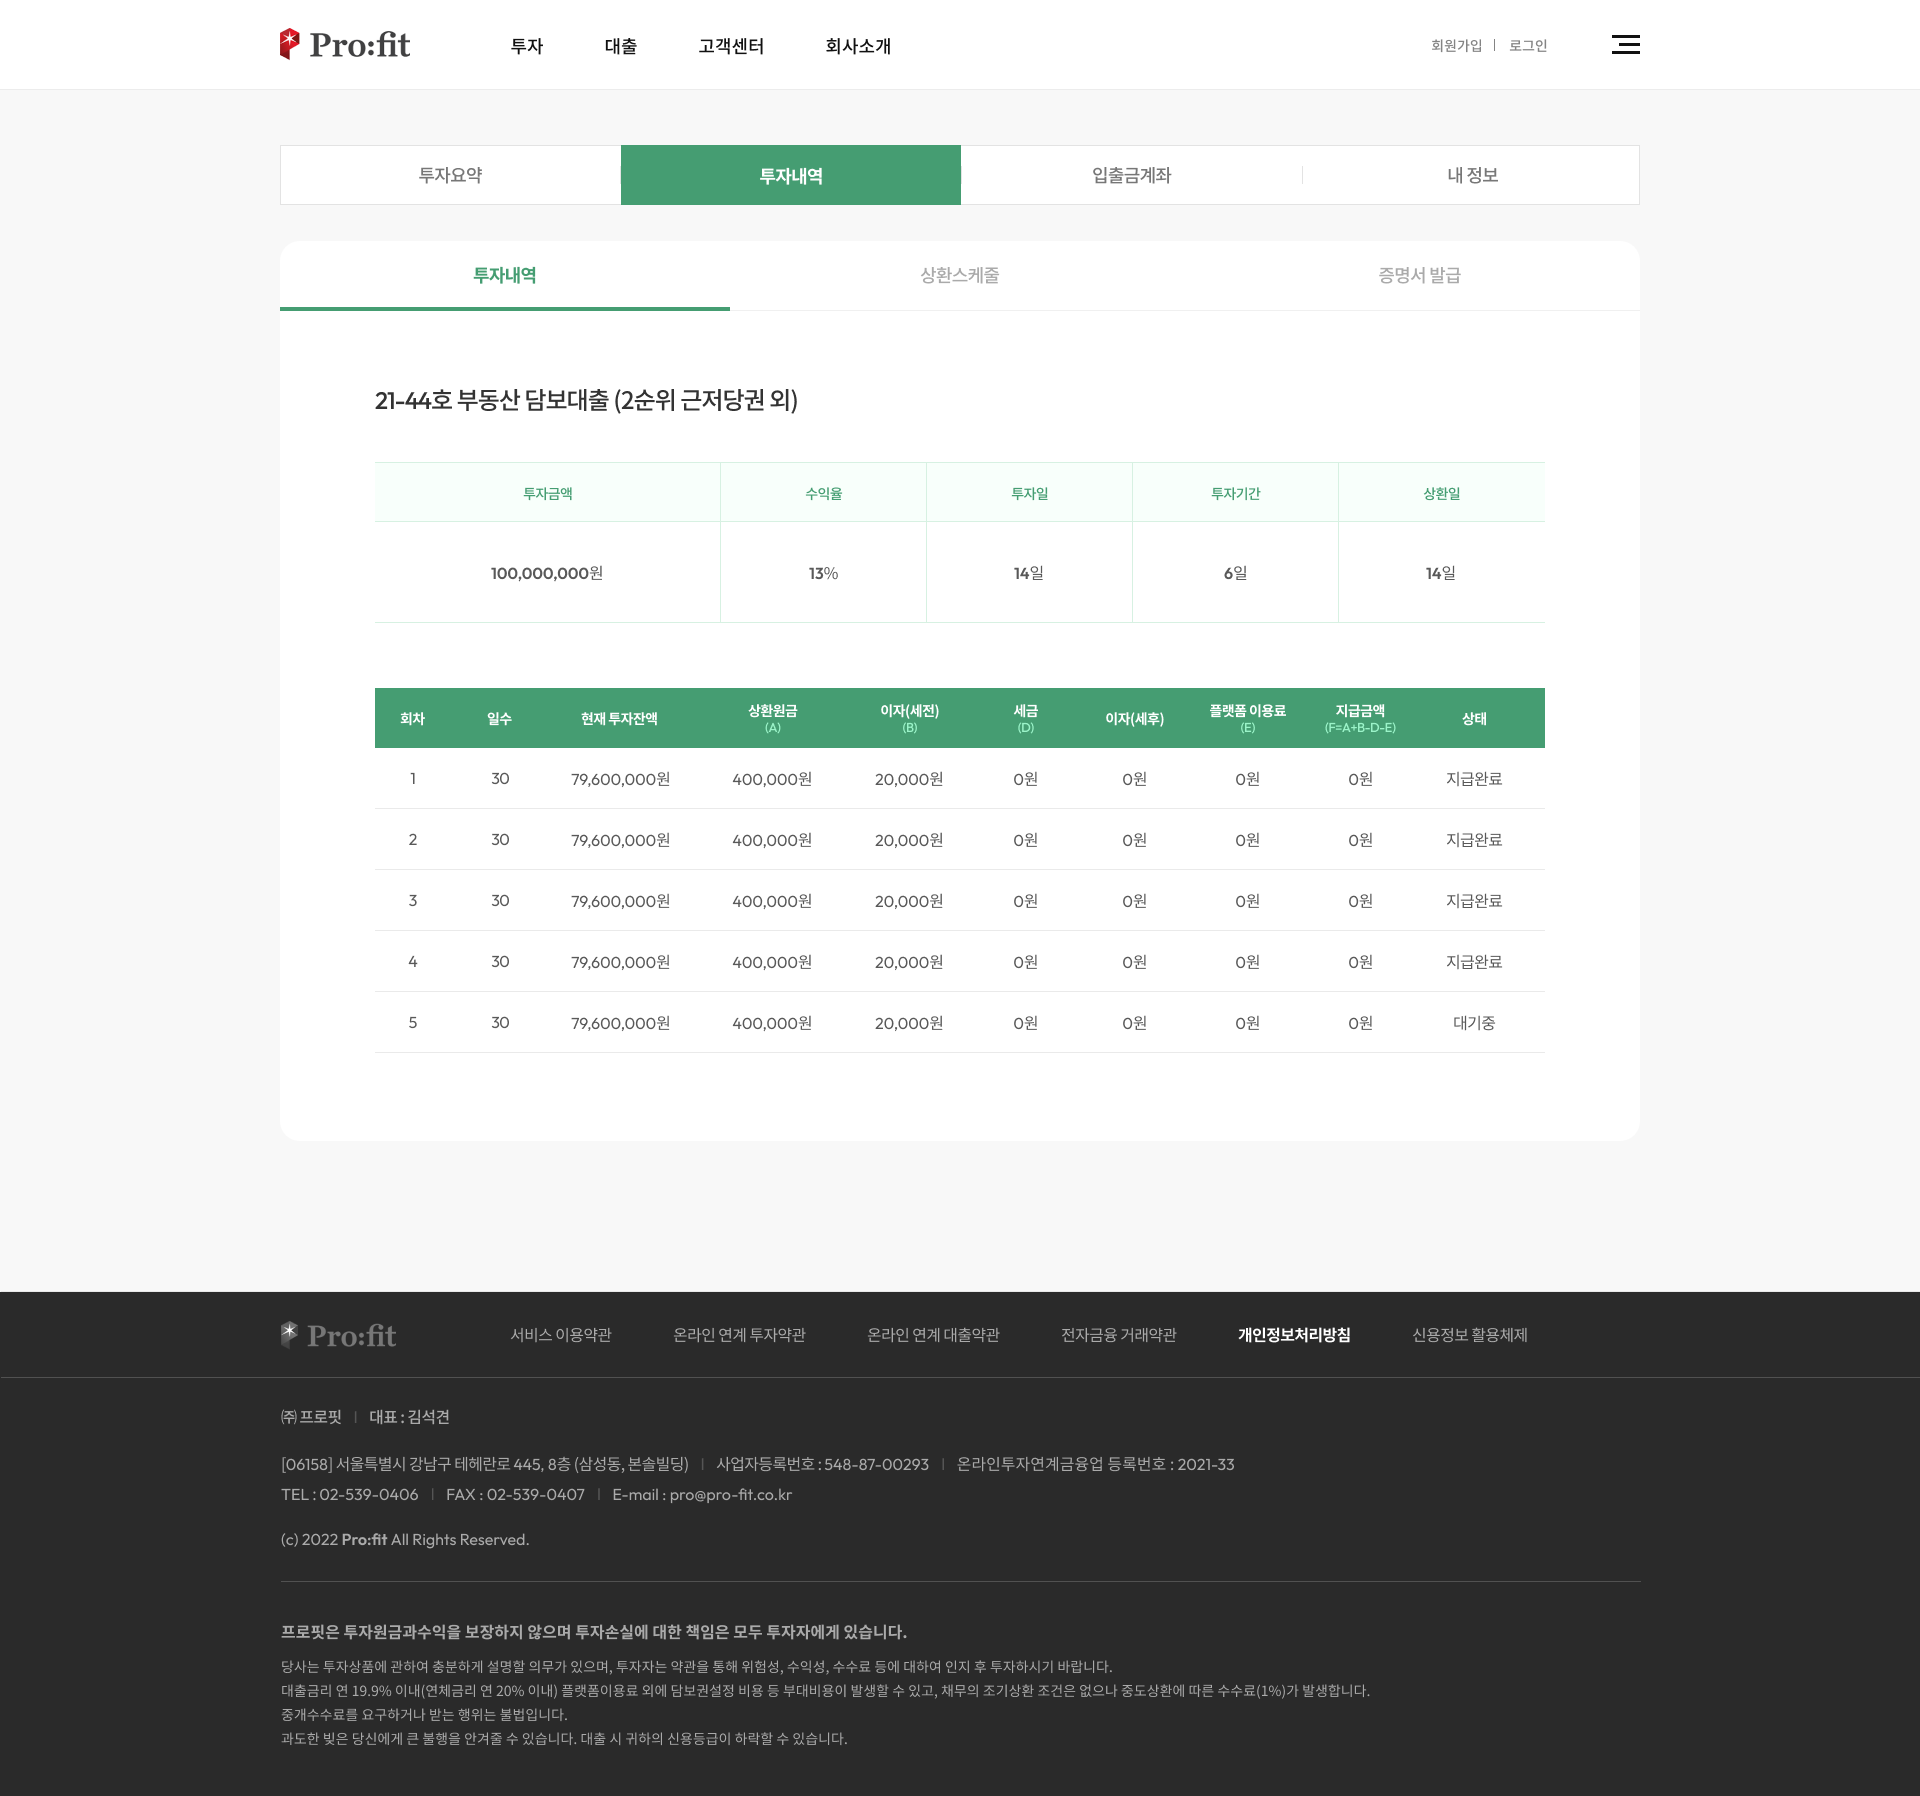 Pro:fit 투자 대출 고객센터 회사소개 회원가입 로그인
투자요약 투자내역 입출금계좌 내 정보
투자내역 상환스케줄 증명서 발급
21-44호 부동산 담보대출 (2순위 근저당권 외)
투자금액 수익율 투자일 투자기간 상환일
100,000,000원 13% 14일 6일 14일
회차 일수 현재 투자잔액 상환원금 이자(세전) 세금 이자(세후) 플랫폼 이용료 지급금액 상태
(A) (B) (D) (E) (F=A+B-D-E)
1 30 79,600,000원 400,000원 20,000원 0원 0원 0원 0원 지급완료
2 30 79,600,000원 400,000원 20,000원 0원 0원 0원 0원 지급완료
3 30 79,600,000원 400,000원 20,000원 0원 0원 0원 0원 지급완료
4 30 79,600,000원 400,000원 20,000원 0원 0원 0원 0원 지급완료
5 30 79,600,000원 400,000원 20,000원 0원 0원 0원 0원 대기중
Pro:fit 서비스 이용약관 온라인 연계 투자약관 온라인 연계 대출약관 전자금융 거래약관 개인정보처리방침 신용정보 활용체제
㈜ 프로핏 | 대표 : 김석견
[06158] 서울특별시 강남구 테헤란로 445, 8층 (삼성동, 본솔빌딩) | 사업자등록번호 : 548-87-00293 | 온라인투자연계금융업 등록번호 : 2021-33
TEL : 02-539-0406 | FAX : 02-539-0407 | E-mail : pro@pro-fit.co.kr
(c) 2022 Pro:fit All Rights Reserved.
프로핏은 투자원금과수익을 보장하지 않으며 투자손실에 대한 책임은 모두 투자자에게 있습니다.
당사는 투자상품에 관하여 충분하게 설명할 의무가 있으며, 투자자는 약관을 통해 위험성, 수익성, 수수료 등에 대하여 인지 후 투자하시기 바랍니다.
대출금리 연 19.9% 이내(연체금리 연 20% 이내) 플랫폼이용료 외에 담보권설정 비용 등 부대비용이 발생할 수 있고, 채무의 조기상환 조건은 없으나 중도상환에 따른 수수료(1%)가 발생합니다.
중개수수료를 요구하거나 받는 행위는 불법입니다.
과도한 빚은 당신에게 큰 불행을 안겨줄 수 있습니다. 대출 시 귀하의 신용등급이 하락할 수 있습니다.